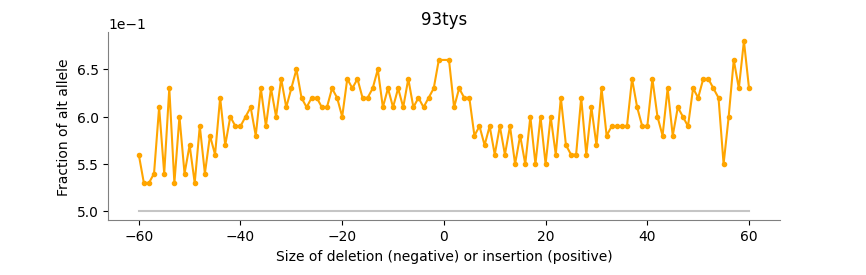 93tys
1e−1
6.5
6.0
5.5
5.0
Fraction of alt allele
−60 −40 −20 0 20 40 60
Size of deletion (negative) or insertion (positive)